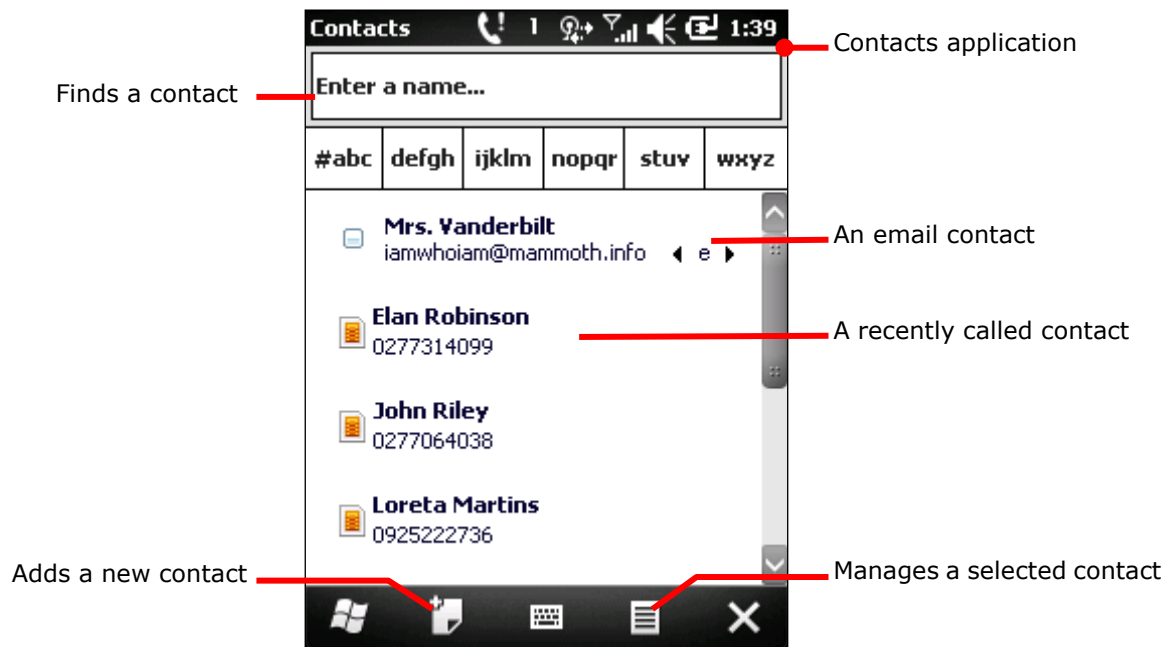 Contacts 1 1:39
Contacts application
Enter a name...
Finds a contact
#abc defgh ijklm nopqr stuv wxyz
Mrs. Vanderbilt
iamwhoiam@mammoth.info e
An email contact
Elan Robinson
0277314099
A recently called contact
John Riley
0277064038
Loreta Martins
0925222736
Adds a new contact
Manages a selected contact